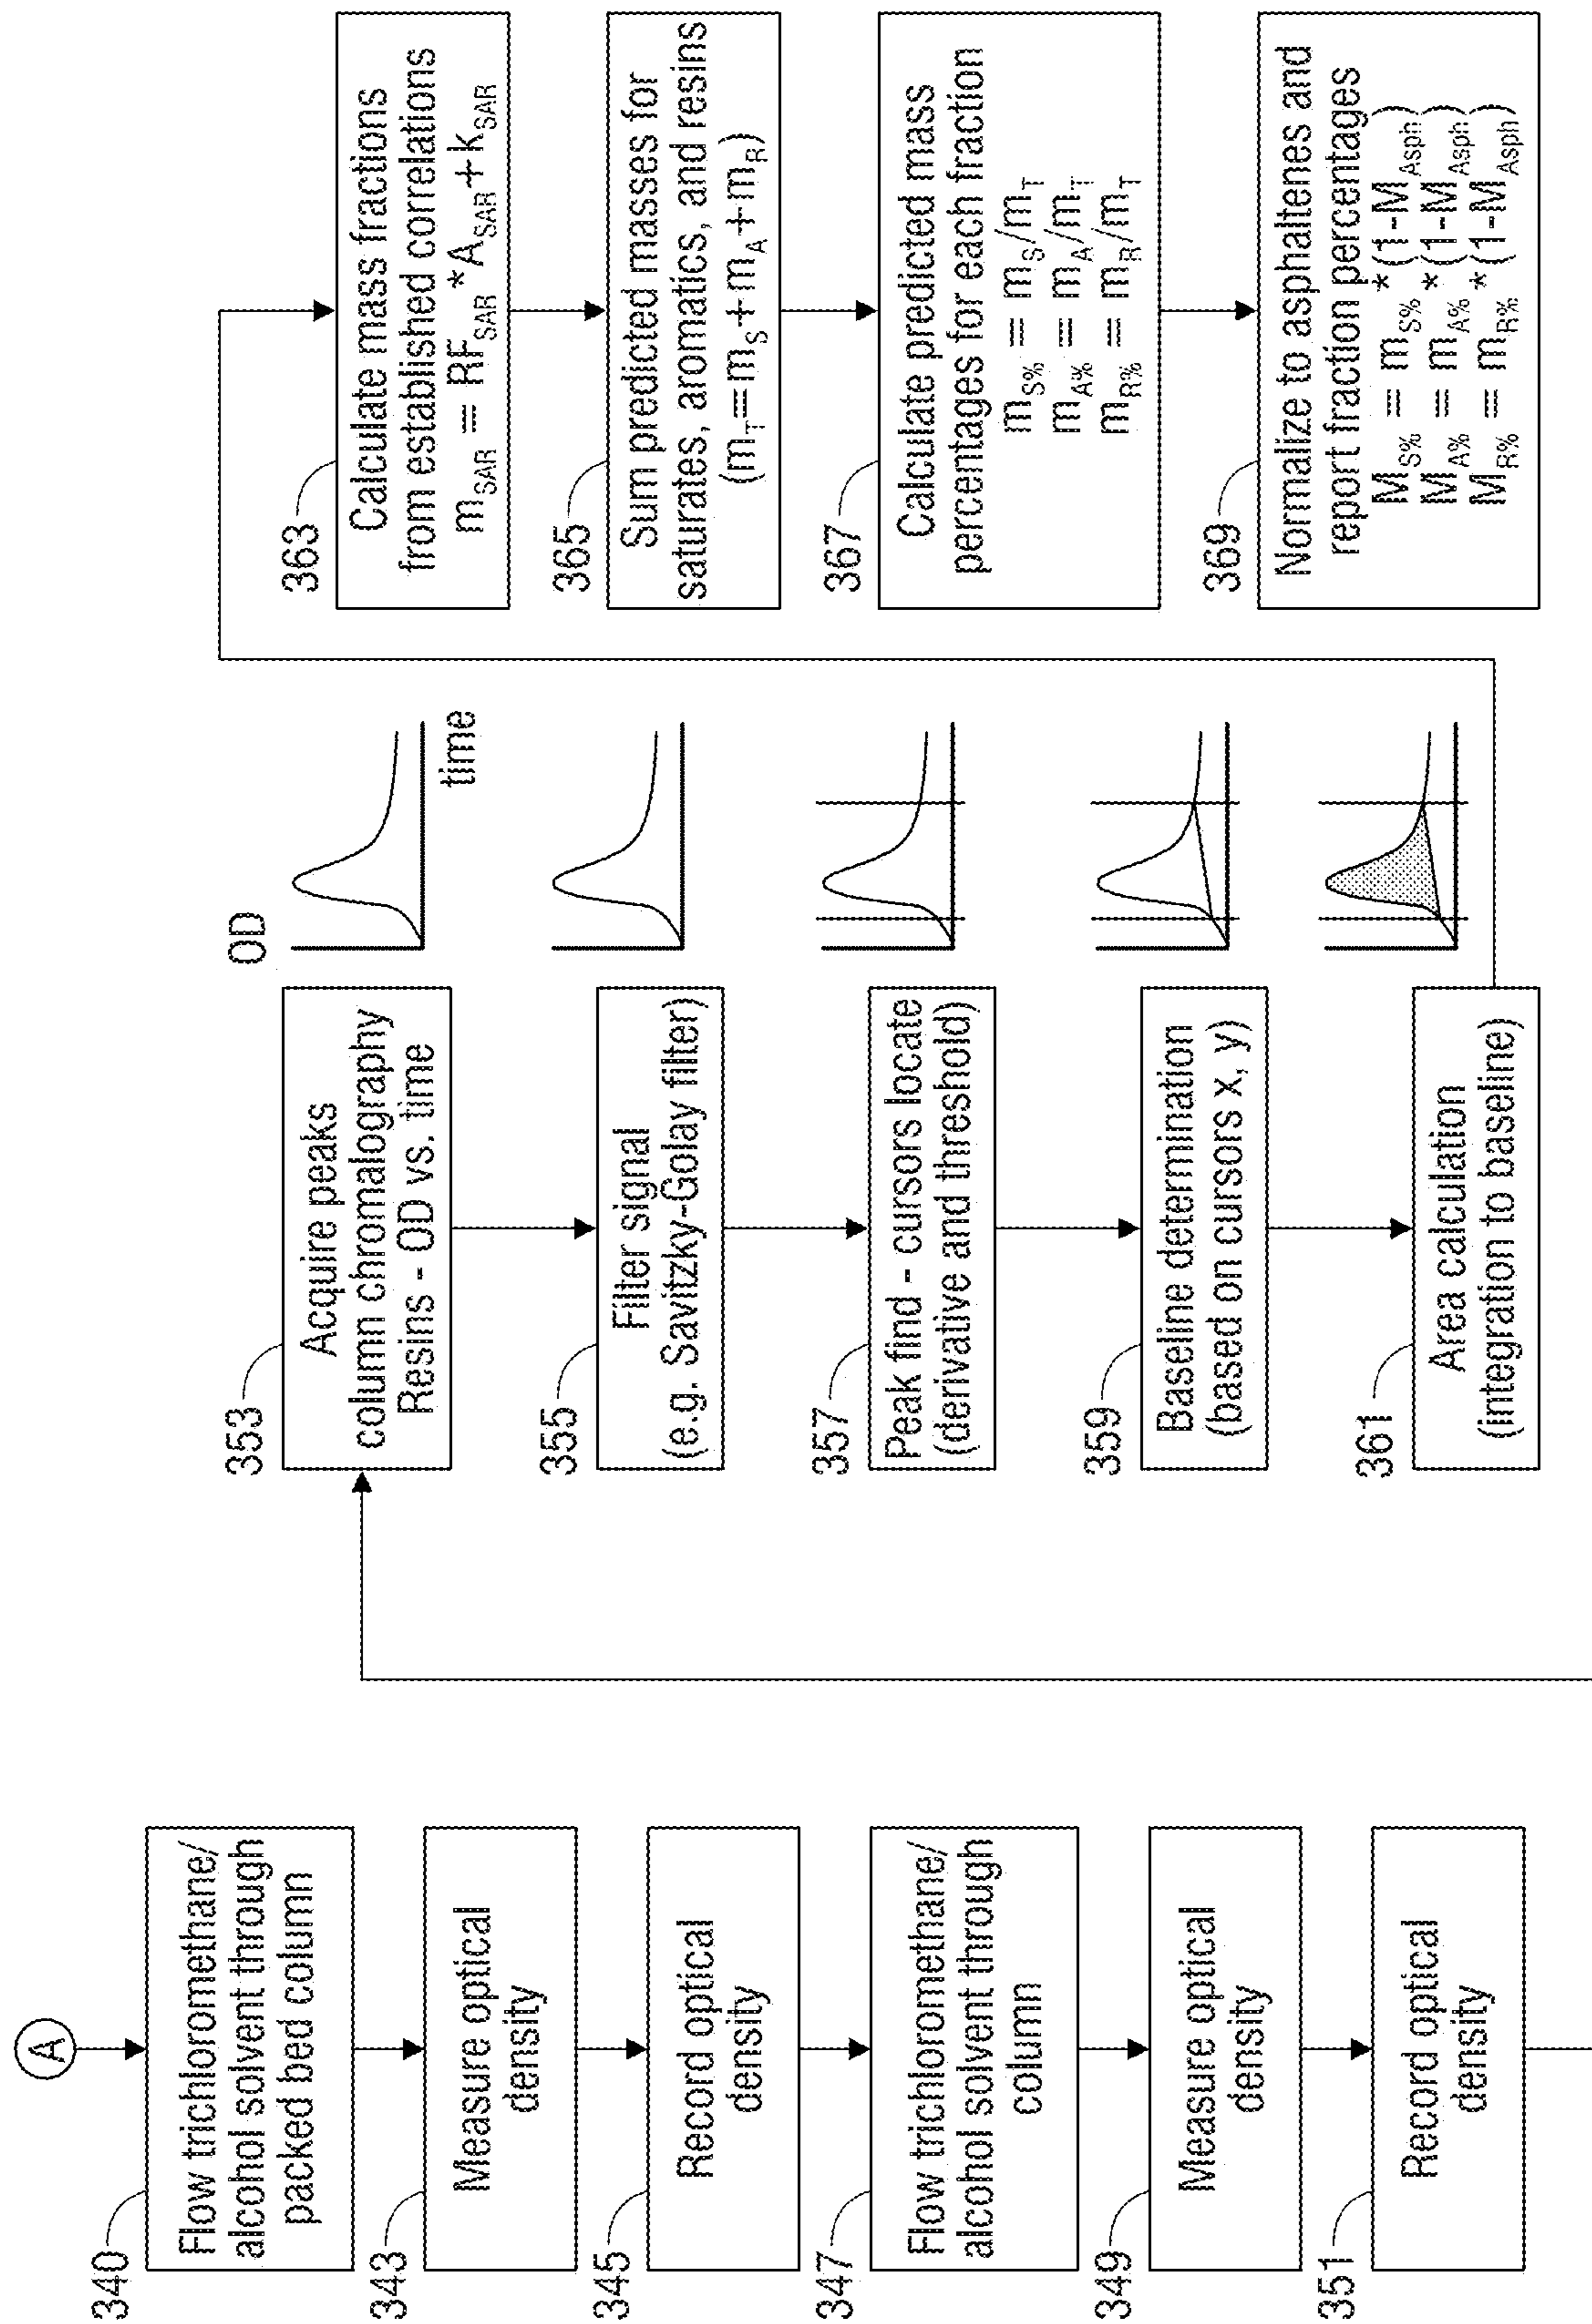 A
340
Flow trichloromethane/
alcohol solvent through
packed bed column
343
Measure optical
density
345
Record optical
density
347
Flow trichloromethane/
alcohol solvent through
column
349
Measure optical
density
351
Record optical
density
353
Acquire peaks
column chromalography
Resins - OD vs. time
OD
time
355
Filter signal
(e.g. Savitzky-Golay filter)
357
Peak find - cursors locate
(derivative and threshold)
359
Baseline determination
(based on cursors x, y)
361
Area calculation
(integration to baseline)
363
Calculate mass fractions
from established correlations
m_SAR = RF_SAR*A_SAR+k_SAR
365
Sum predicted masses for
saturates, aromatics, and resins
(m_T=m_S+m_A+m_R)
367
Calculate predicted mass
percentages for each fraction
m_S% = m_S/m_T
m_A% = m_A/m_T
m_R% = m_R/m_T
369
Normalize to asphaltenes and
report fraction percentages
M_S% = m_S%*(1-M_Asph)
M_A% = m_A%*(1-M_Asph)
M_R% = m_R%*(1-M_Asph)